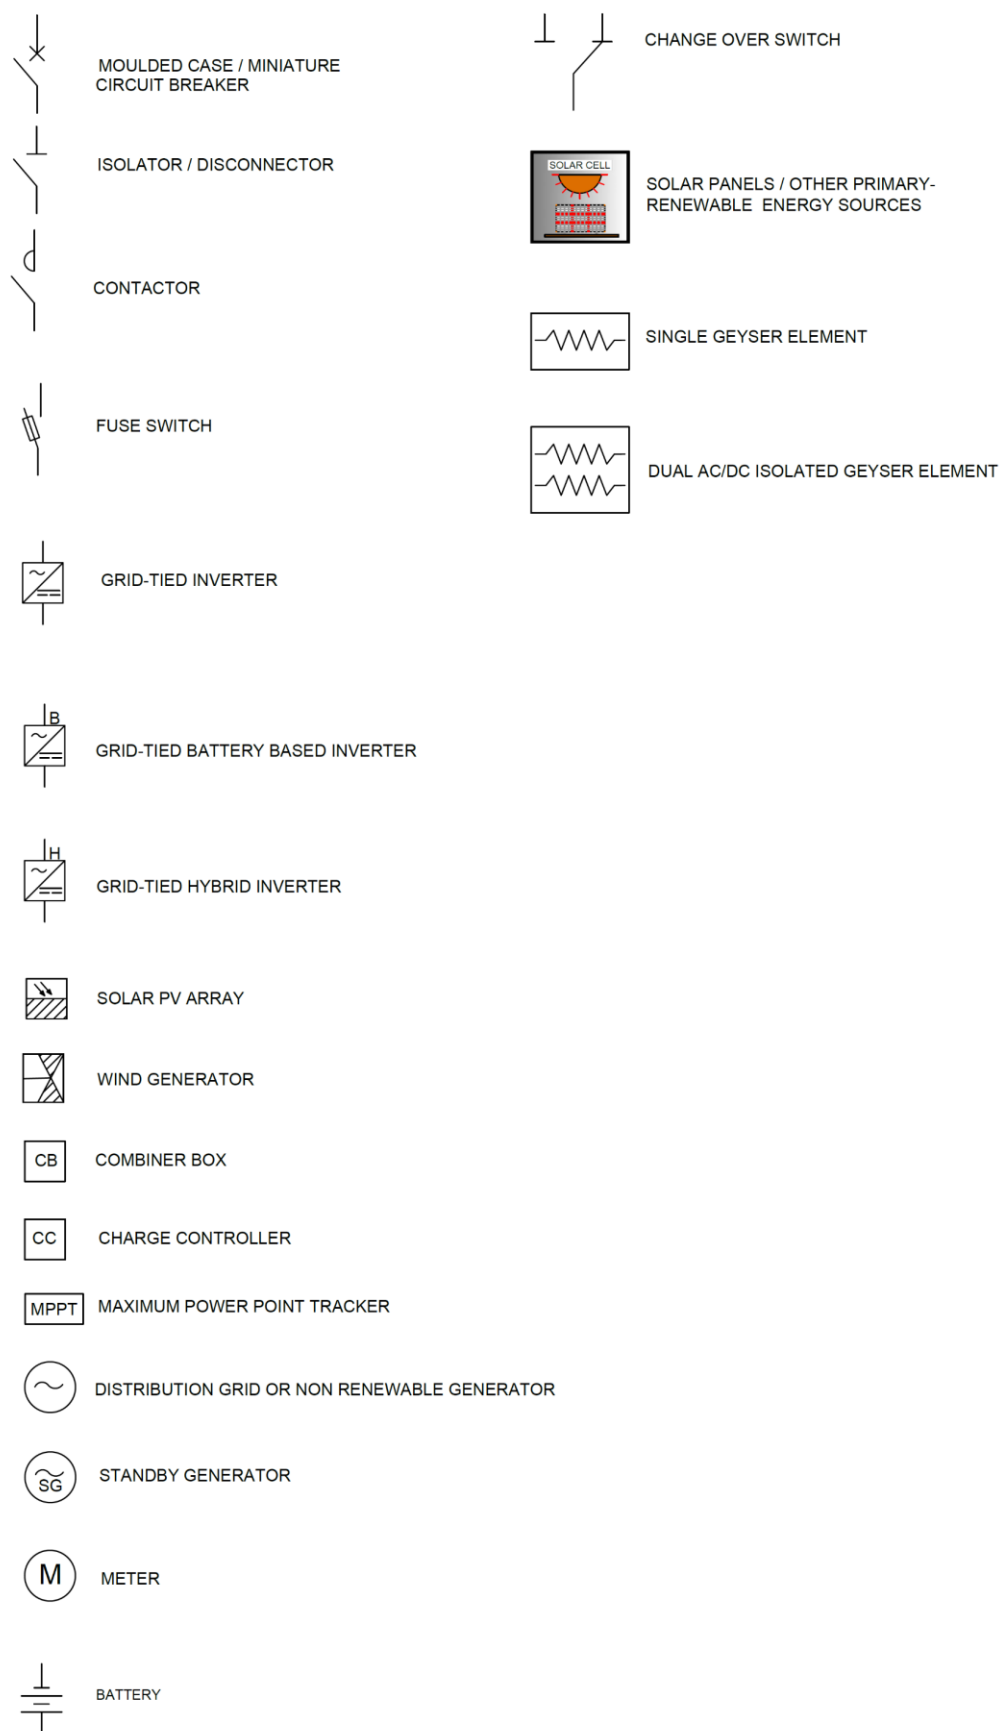 MOULDED CASE / MINIATURE
CIRCUIT BREAKER
ISOLATOR / DISCONNECTOR
CONTACTOR
FUSE SWITCH
GRID-TIED INVERTER
B
GRID-TIED BATTERY BASED INVERTER
H
GRID-TIED HYBRID INVERTER
SOLAR PV ARRAY
WIND GENERATOR
CB COMBINER BOX
CC CHARGE CONTROLLER
MPPT MAXIMUM POWER POINT TRACKER
DISTRIBUTION GRID OR NON RENEWABLE GENERATOR
SG STANDBY GENERATOR
M METER
BATTERY
CHANGE OVER SWITCH
SOLAR CELL
SOLAR PANELS / OTHER PRIMARY-
RENEWABLE ENERGY SOURCES
SINGLE GEYSER ELEMENT
DUAL AC/DC ISOLATED GEYSER ELEMENT